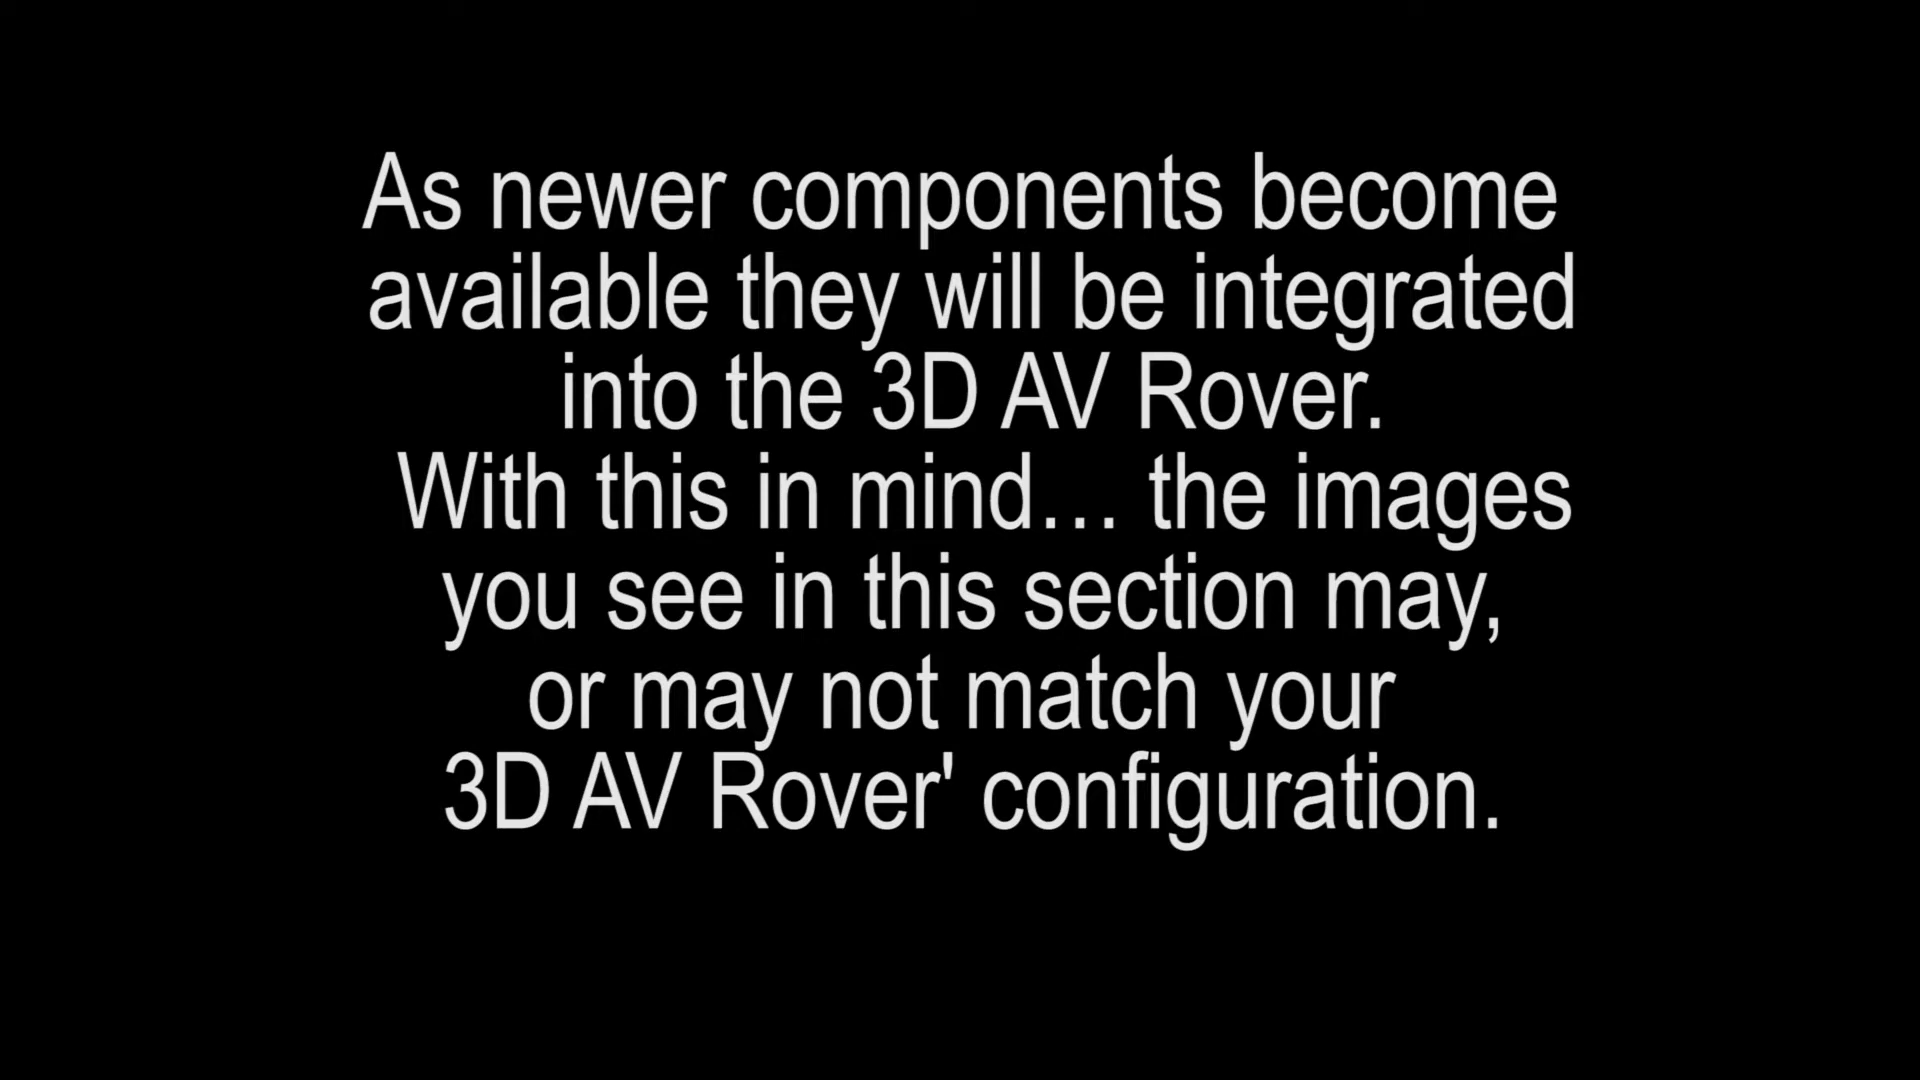 As newer components become
available they will be integrated
into the 3D AV Rover.
With this in mind... the images
you see in this section may,
or may not match your
3D AV Rover' configuration.